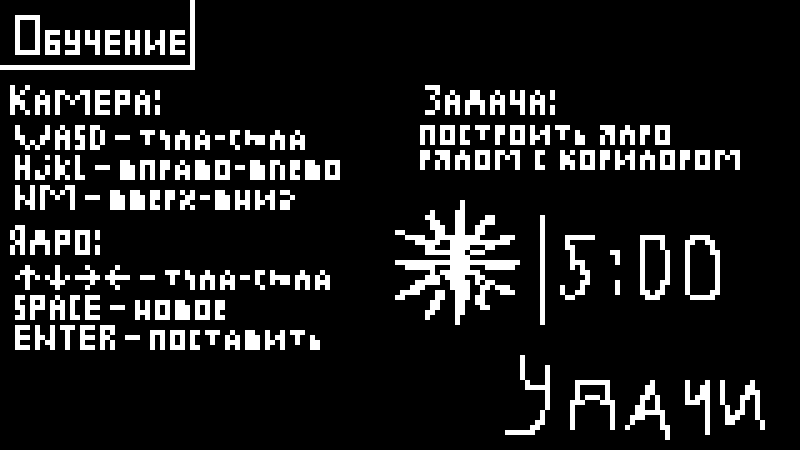 Обучение
Камера:
WASD - туда-сюда
HJKL - вправо-влево
NM - вверх-вниз
Ядро:
↑↓→← - туда-сюда
SPACE - новое
ENTER - поставить
Задача:
построить ядро
рядом с коридором
5:00
Удачи